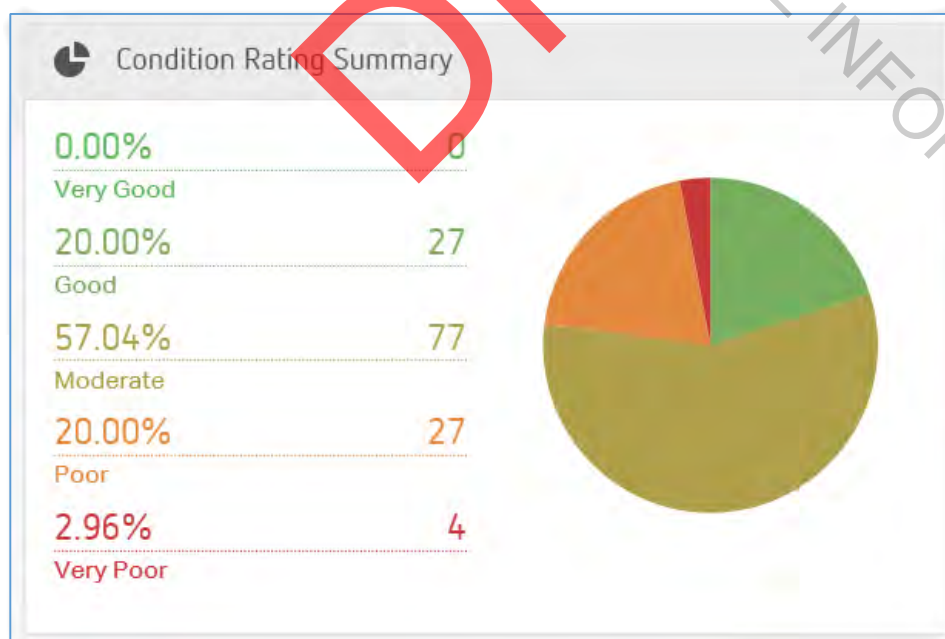 Condition Rating Summary
0.00% 0
Very Good
20.00% 27
Good
57.04% 77
Moderate
20.00% 27
Poor
2.96% 4
Very Poor